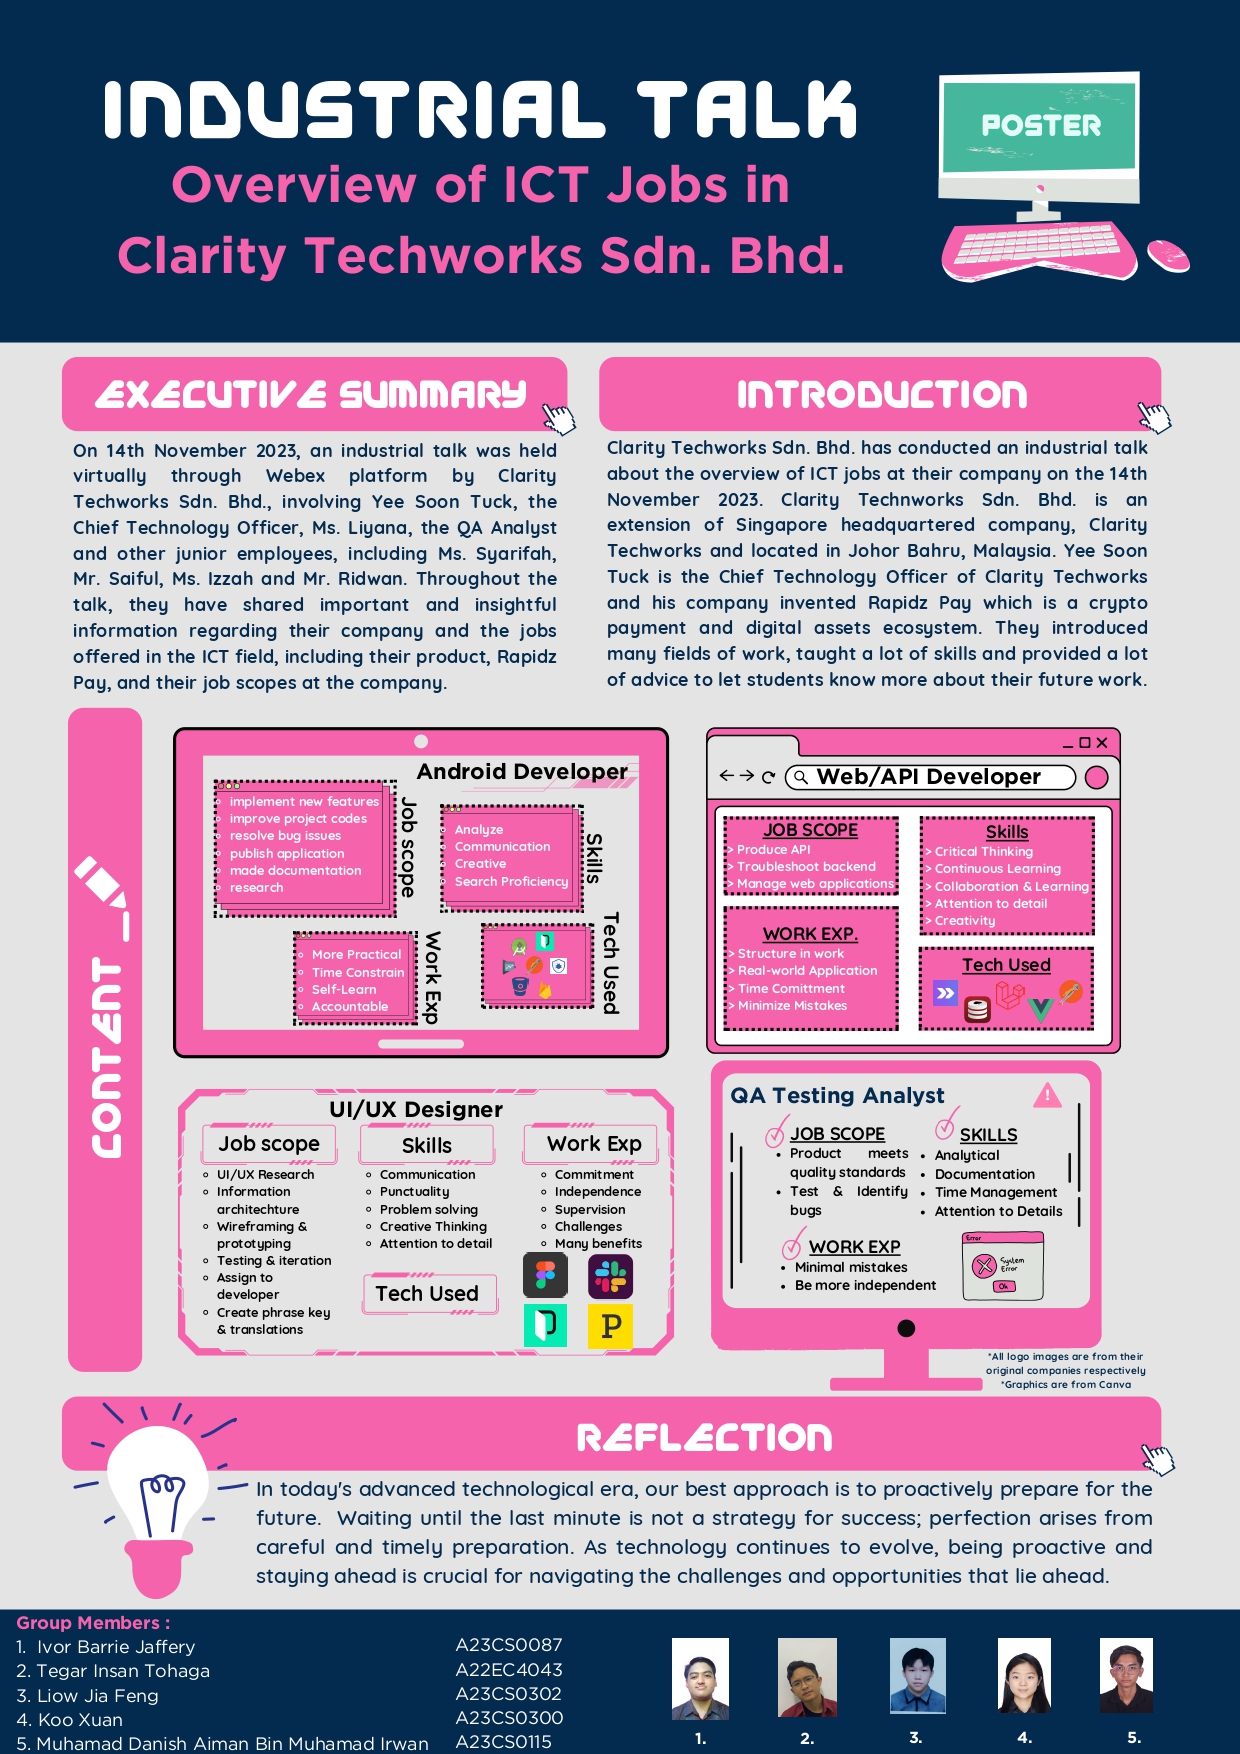 INDUSTRIAL TALK
Overview of ICT Jobs in
Clarity Techworks Sdn. Bhd.
POSTER
EXECUTIVE SUMMARY
On 14th November 2023, an industrial talk was held
virtually through Webex platform by Clarity
Techworks Sdn. Bhd., involving Yee Soon Tuck, the
Chief Technology Officer, Ms. Liyana, the QA Analyst
and other junior employees, including Ms. Syarifah,
Mr. Saiful, Ms. Izzah and Mr. Ridwan. Throughout the
talk, they have shared important and insightful
information regarding their company and the jobs
offered in the ICT field, including their product, Rapidz
Pay, and their job scopes at the company.
INTRODUCTION
Clarity Techworks Sdn. Bhd. has conducted an industrial talk
about the overview of ICT jobs at their company on the 14th
November 2023. Clarity Technworks Sdn. Bhd. is an
extension of Singapore headquartered company, Clarity
Techworks and located in Johor Bahru, Malaysia. Yee Soon
Tuck is the Chief Technology Officer of Clarity Techworks
and his company invented Rapidz Pay which is a crypto
payment and digital assets ecosystem. They introduced
many fields of work, taught a lot of skills and provided a lot
of advice to let students know more about their future work.
CONTENT
Android Developer
implement new features
improve project codes
resolve bug issues
publish application
made documentation
research
Job scope
Analyze
Communication
Creative
Search Proficiency
Skills
More Practical
Time Constrain
Self-Learn
Accountable
Work Exp
Tech Used
Web/API Developer
JOB SCOPE
> Produce API
> Troubleshoot backend
> Manage web applications
Skills
> Critical Thinking
> Continuous Learning
> Collaboration & Learning
> Attention to detail
> Creativity
WORK EXP.
> Structure in work
> Real-world Application
> Time Comittment
> Minimize Mistakes
Tech Used
UI/UX Designer
Job scope
UI/UX Research
Information
architechture
Wireframing &
prototyping
Testing & iteration
Assign to
developer
Create phrase key
& translations
Skills
Communication
Punctuality
Problem solving
Creative Thinking
Attention to detail
Work Exp
Commitment
Independence
Supervision
Challenges
Many benefits
Tech Used
P
QA Testing Analyst
!
JOB SCOPE
• Product meets
quality standards
• Test & Identify
bugs
SKILLS
• Analytical
• Documentation
• Time Management
• Attention to Details
WORK EXP
• Minimal mistakes
• Be more independent
Error
System
Error
Ok
*All logo images are from their
original companies respectively
*Graphics are from Canva
REFLECTION
In today's advanced technological era, our best approach is to proactively prepare for the
future. Waiting until the last minute is not a strategy for success; perfection arises from
careful and timely preparation. As technology continues to evolve, being proactive and
staying ahead is crucial for navigating the challenges and opportunities that lie ahead.
Group Members :
1. Ivor Barrie Jaffery A23CS0087
2. Tegar Insan Tohaga A22EC4043
3. Liow Jia Feng A23CS0302
4. Koo Xuan A23CS0300
5. Muhamad Danish Aiman Bin Muhamad Irwan A23CS0115
1. 2. 3. 4. 5.